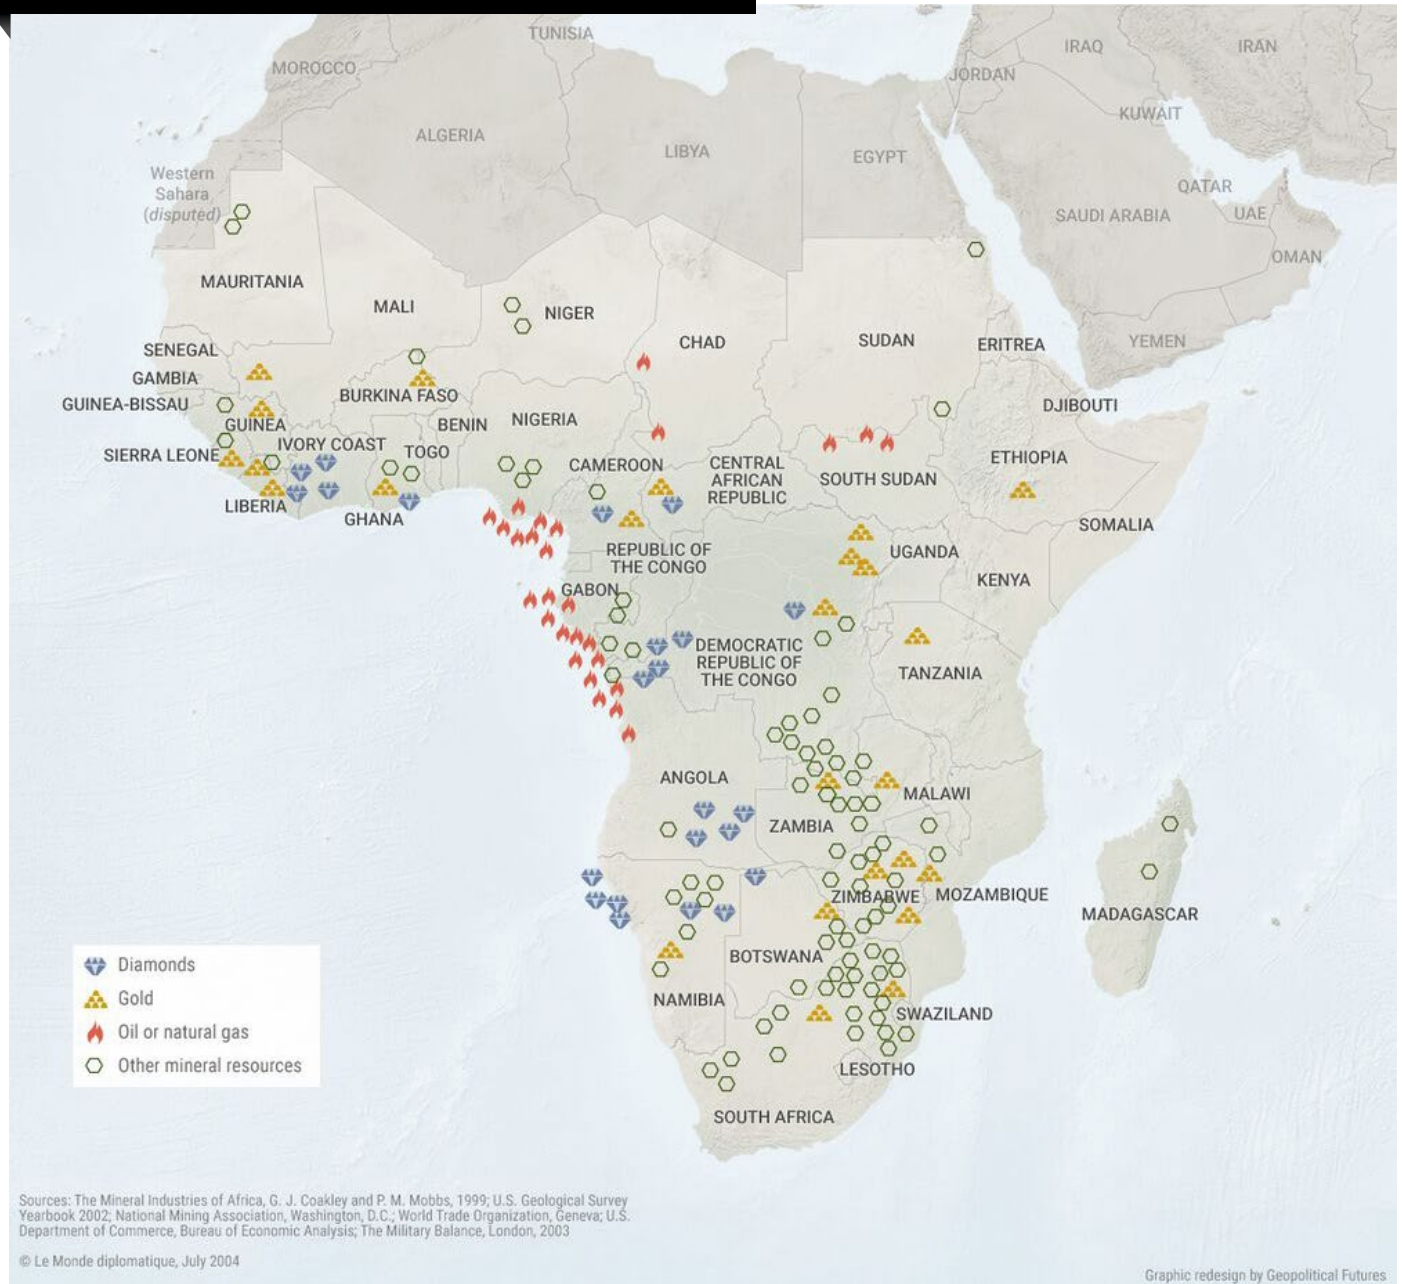 TUNISIA
MOROCCO
IRAQ
IRAN
JORDAN
KUWAIT
ALGERIA
LIBYA
EGYPT
Western
Sahara
(disputed)
QATAR
SAUDI ARABIA
UAE
OMAN
MAURITANIA
MALI
NIGER
CHAD
SUDAN
ERITREA
YEMEN
SENEGAL
GAMBIA
GUINEA-BISSAU
BURKINA FASO
DJIBOUTI
GUINEA
BENIN
NIGERIA
SIERRA LEONE
IVORY COAST
TOGO
CAMEROON
CENTRAL
AFRICAN
REPUBLIC
SOUTH SUDAN
ETHIOPIA
LIBERIA
GHANA
SOMALIA
REPUBLIC OF
THE CONGO
UGANDA
KENYA
GABON
DEMOCRATIC
REPUBLIC OF
THE CONGO
TANZANIA
ANGOLA
MALAWI
ZAMBIA
ZIMBABWE
MOZAMBIQUE
MADAGASCAR
BOTSWANA
NAMIBIA
SWAZILAND
LESOTHO
SOUTH AFRICA
Diamonds
Gold
Oil or natural gas
Other mineral resources
Sources: The Mineral Industries of Africa, G. J. Coakley and P. M. Mobbs, 1999; U.S. Geological Survey
Yearbook 2002; National Mining Association, Washington, D.C.; World Trade Organization, Geneva; U.S.
Department of Commerce, Bureau of Economic Analysis; The Military Balance, London, 2003
© Le Monde diplomatique, July 2004
Graphic redesign by Geopolitical Futures